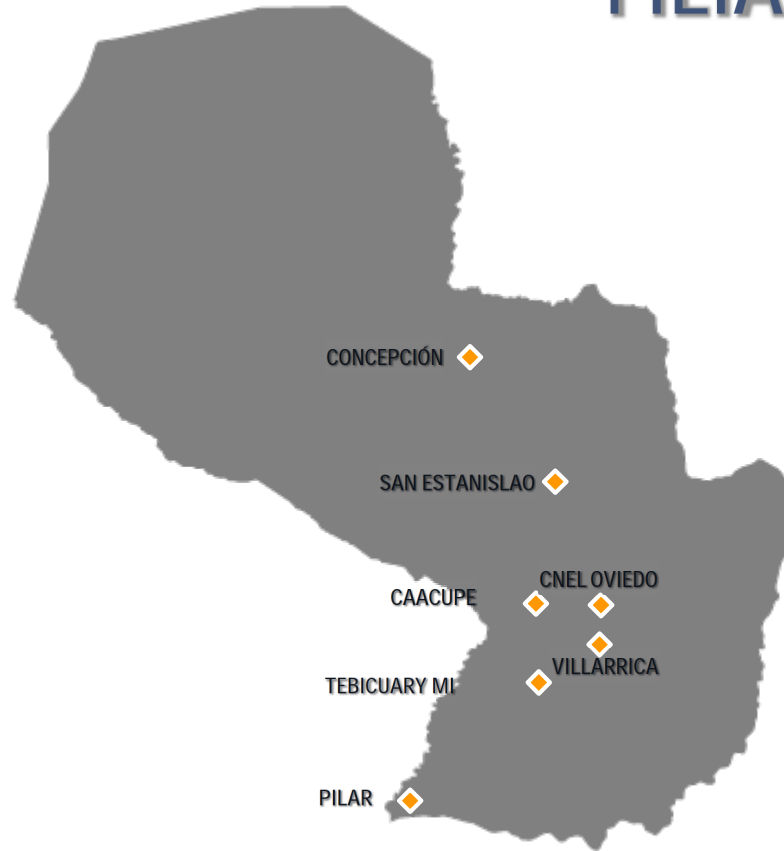 CONCEPCIÓN
SAN ESTANISLAO
CNEL OVIEDO
CAACUPE
VILLARRICA
TEBICUARY MI
PILAR